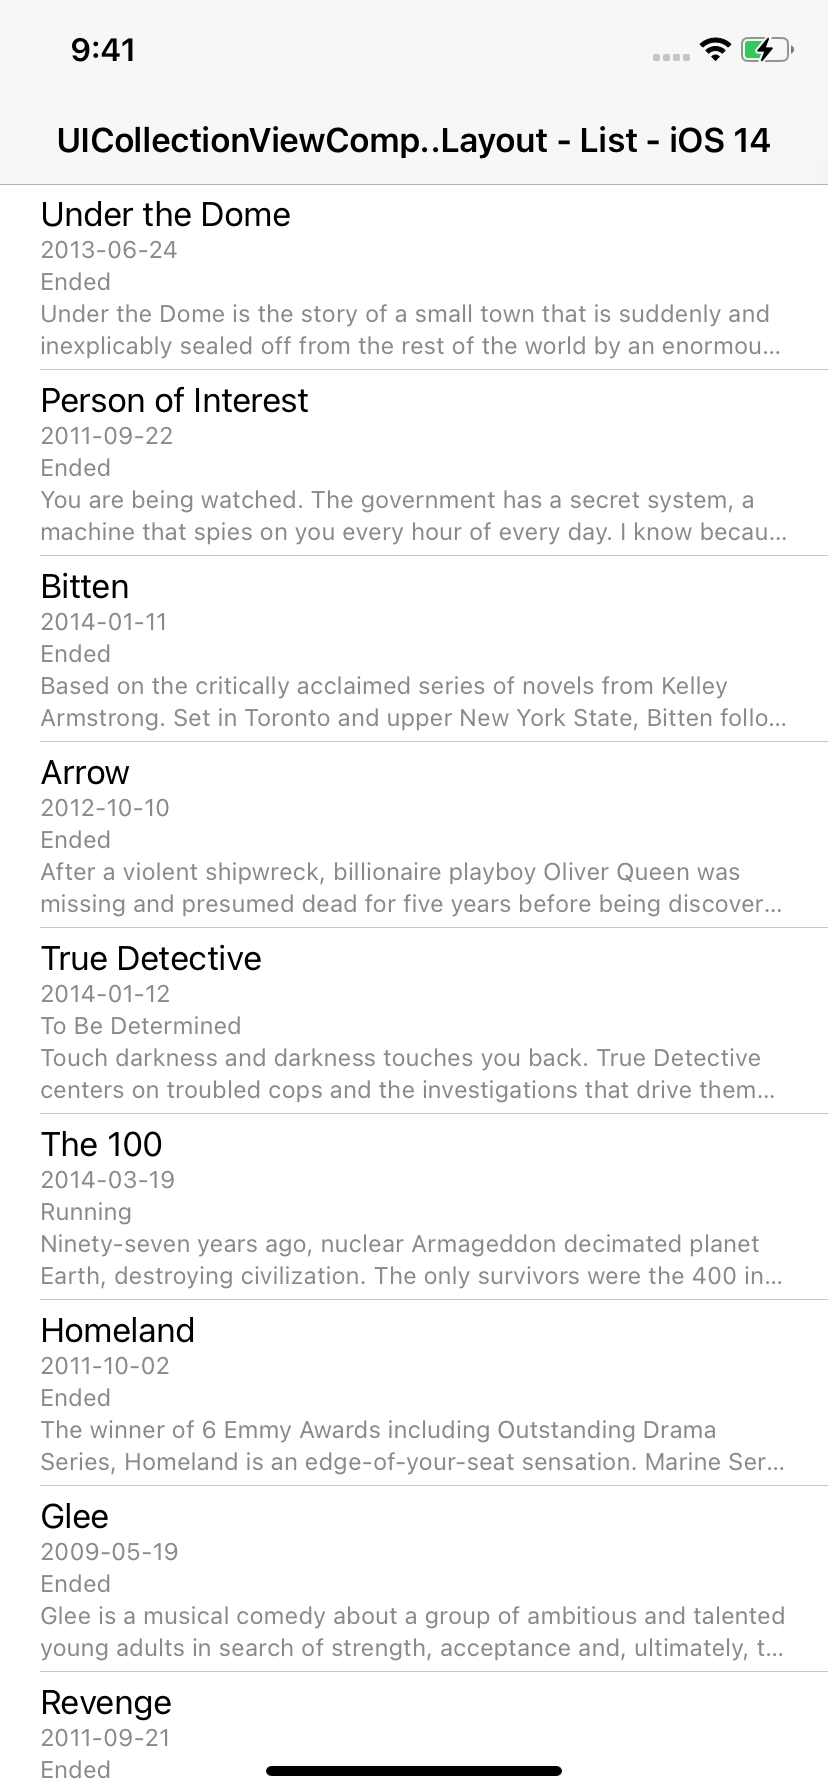 9:41
UICollectionViewComp..Layout - List - iOS 14
Under the Dome
2013-06-24
Ended
Under the Dome is the story of a small town that is suddenly and
inexplicably sealed off from the rest of the world by an enormou...
Person of Interest
2011-09-22
Ended
You are being watched. The government has a secret system, a
machine that spies on you every hour of every day. I know becau...
Bitten
2014-01-11
Ended
Based on the critically acclaimed series of novels from Kelley
Armstrong. Set in Toronto and upper New York State, Bitten follo...
Arrow
2012-10-10
Ended
After a violent shipwreck, billionaire playboy Oliver Queen was
missing and presumed dead for five years before being discover...
True Detective
2014-01-12
To Be Determined
Touch darkness and darkness touches you back. True Detective
centers on troubled cops and the investigations that drive them...
The 100
2014-03-19
Running
Ninety-seven years ago, nuclear Armageddon decimated planet
Earth, destroying civilization. The only survivors were the 400 in...
Homeland
2011-10-02
Ended
The winner of 6 Emmy Awards including Outstanding Drama
Series, Homeland is an edge-of-your-seat sensation. Marine Ser...
Glee
2009-05-19
Ended
Glee is a musical comedy about a group of ambitious and talented
young adults in search of strength, acceptance and, ultimately, t...
Revenge
2011-09-21
Ended